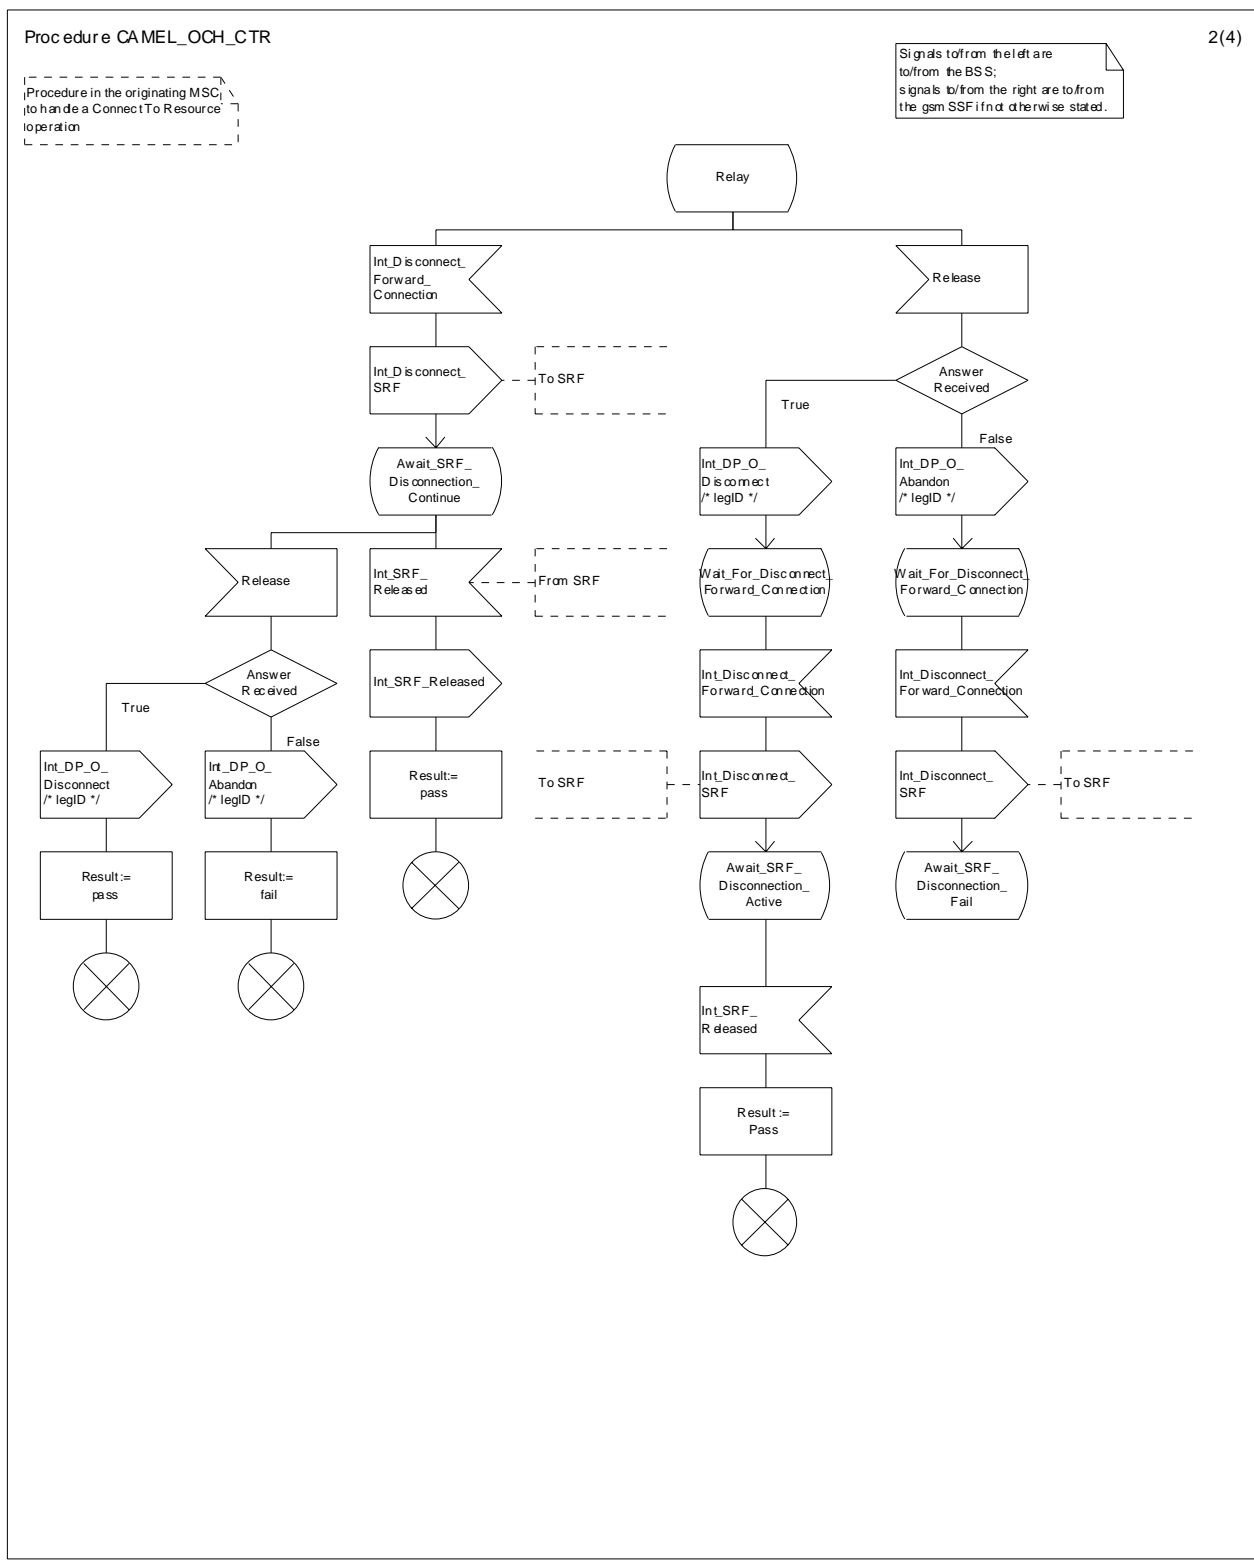 Procedure CAMEL_OCH_CTR
2(4)
Procedure in the originating MSC
to handle a Connect To Resource
operation
Signals to/from the left are
to/from the BSS;
signals to/from the right are to/from
the gsmSSF if not otherwise stated.
Relay
Int_Disconnect_
Forward_
Connection
Release
Int_Disconnect_
SRF
To SRF
Answer
Received
True
False
Await_SRF_
Disconnection_
Continue
Int_DP_O_
Disconnect
/* legID */
Int_DP_O_
Abandon
/* legID */
Release
Int_SRF_
Released
From SRF
Wait_For_Disconnect_
Forward_Connection
Wait_For_Disconnect_
Forward_Connection
Answer
Received
True
False
Int_SRF_Released
Int_Disconnect_
Forward_Connection
Int_Disconnect_
Forward_Connection
Int_DP_O_
Disconnect
/* legID */
Int_DP_O_
Abandon
/* legID */
Result:=
pass
To SRF
Int_Disconnect_
SRF
Int_Disconnect_
SRF
To SRF
Result:=
pass
Result:=
fail
Await_SRF_
Disconnection_
Active
Await_SRF_
Disconnection_
Fail
Int_SRF_
Released
Result:=
Pass